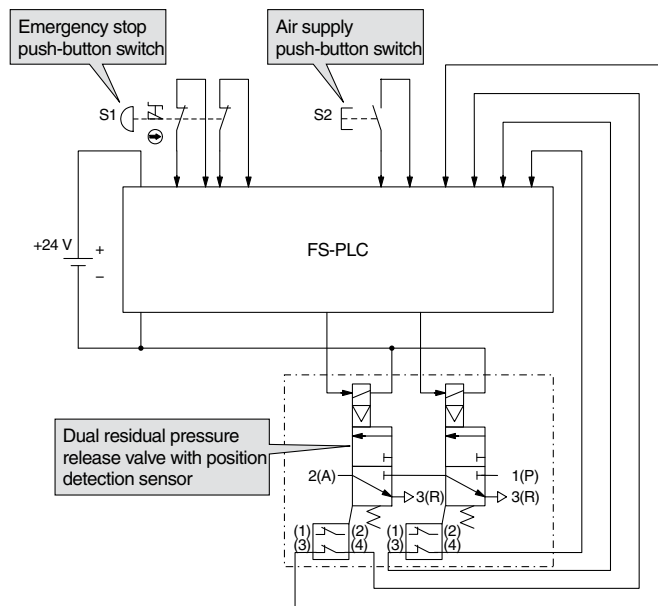 Emergency stop
push-button switch
Air supply
push-button switch
S1
S2
+24 V
+
–
FS-PLC
Dual residual pressure
release valve with position
detection sensor
2(A)
3(R)
1(P)
3(R)
(1)
(2)
(3)
(4)
(1)
(2)
(3)
(4)